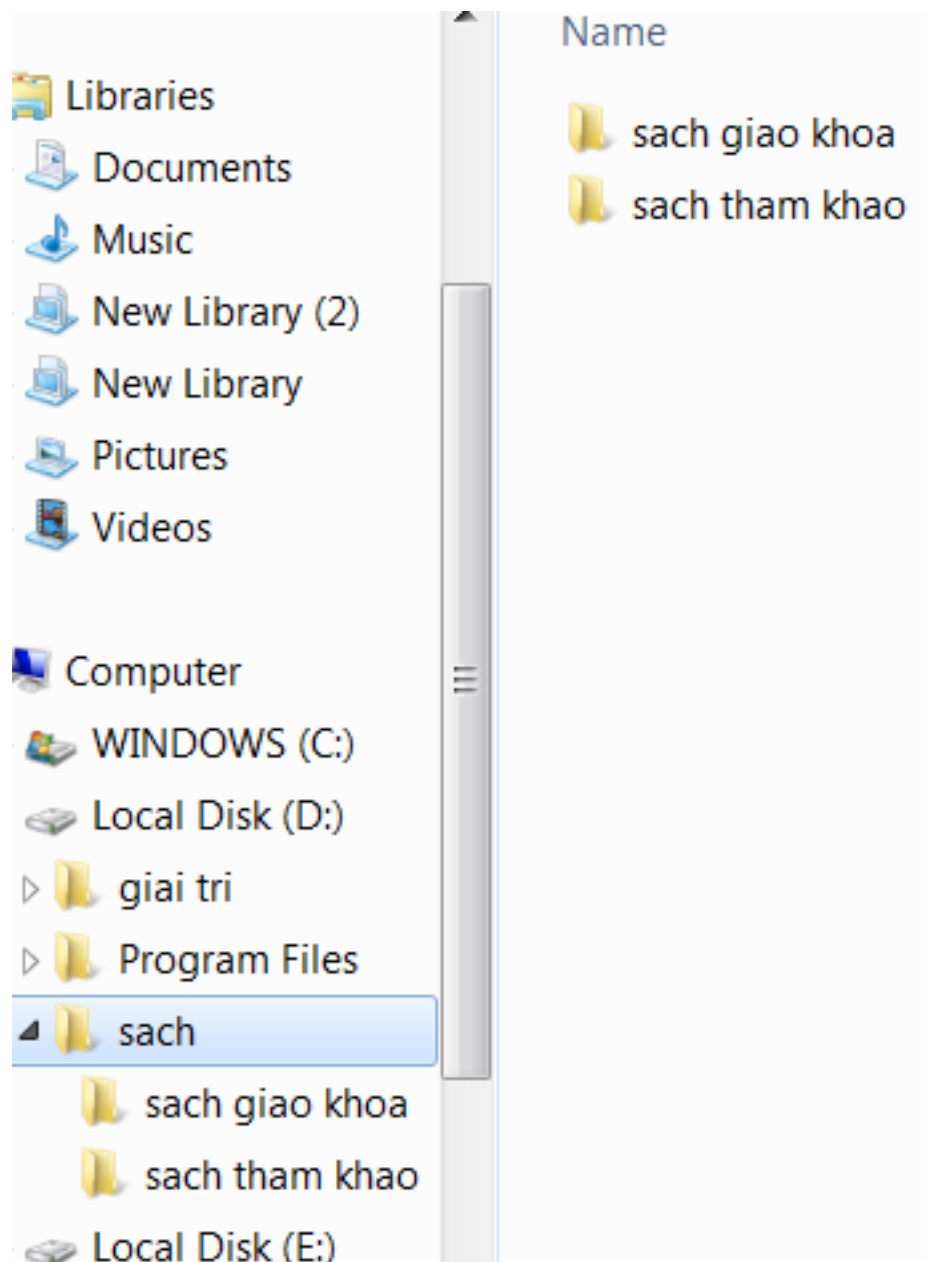 Libraries
Documents
Music
New Library (2)
New Library
Pictures
Videos
Computer
WINDOWS (C:)
Local Disk (D:)
giai tri
Program Files
sach
sach giao khoa
sach tham khao
Local Disk (E:)
Name
sach giao khoa
sach tham khao